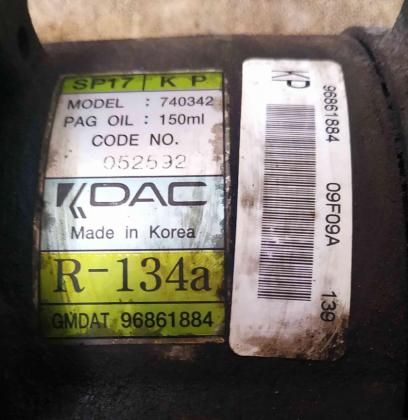 SP17 K P
MODEL : 740342
PAG OIL : 150ml
CODE NO.
052592
KDAC
Made in Korea
R-134a
GMDAT 96861884
KP
96861884 09F09A 139